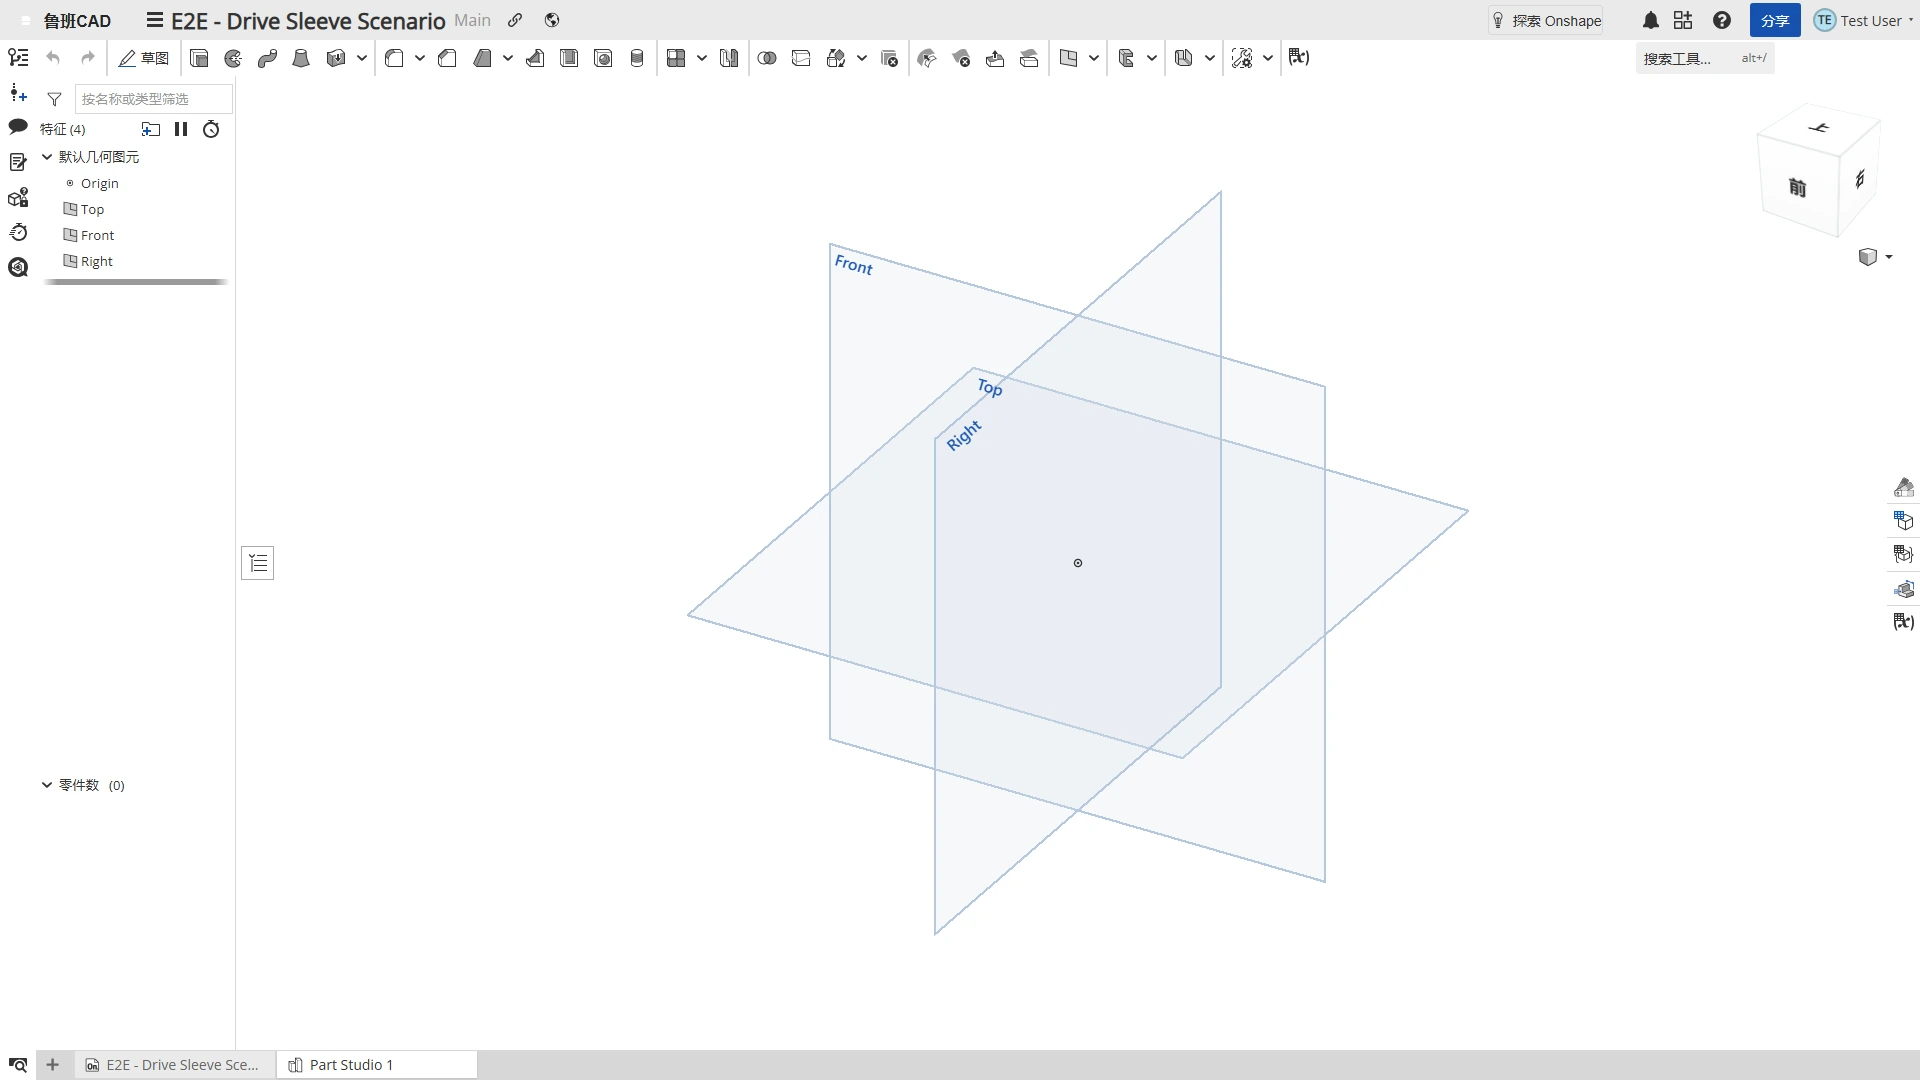 鲁班CAD
E2E - Drive Sleeve Scenario Main
探索 Onshape
分享
TE Test User
草图
搜索工具... alt+/
按名称或类型筛选
特征 (4)
默认几何图元
Origin
Top
Front
Right
零件数 (0)
Front
Top
Right
上
前
右
E2E - Drive Sleeve Sce...
Part Studio 1